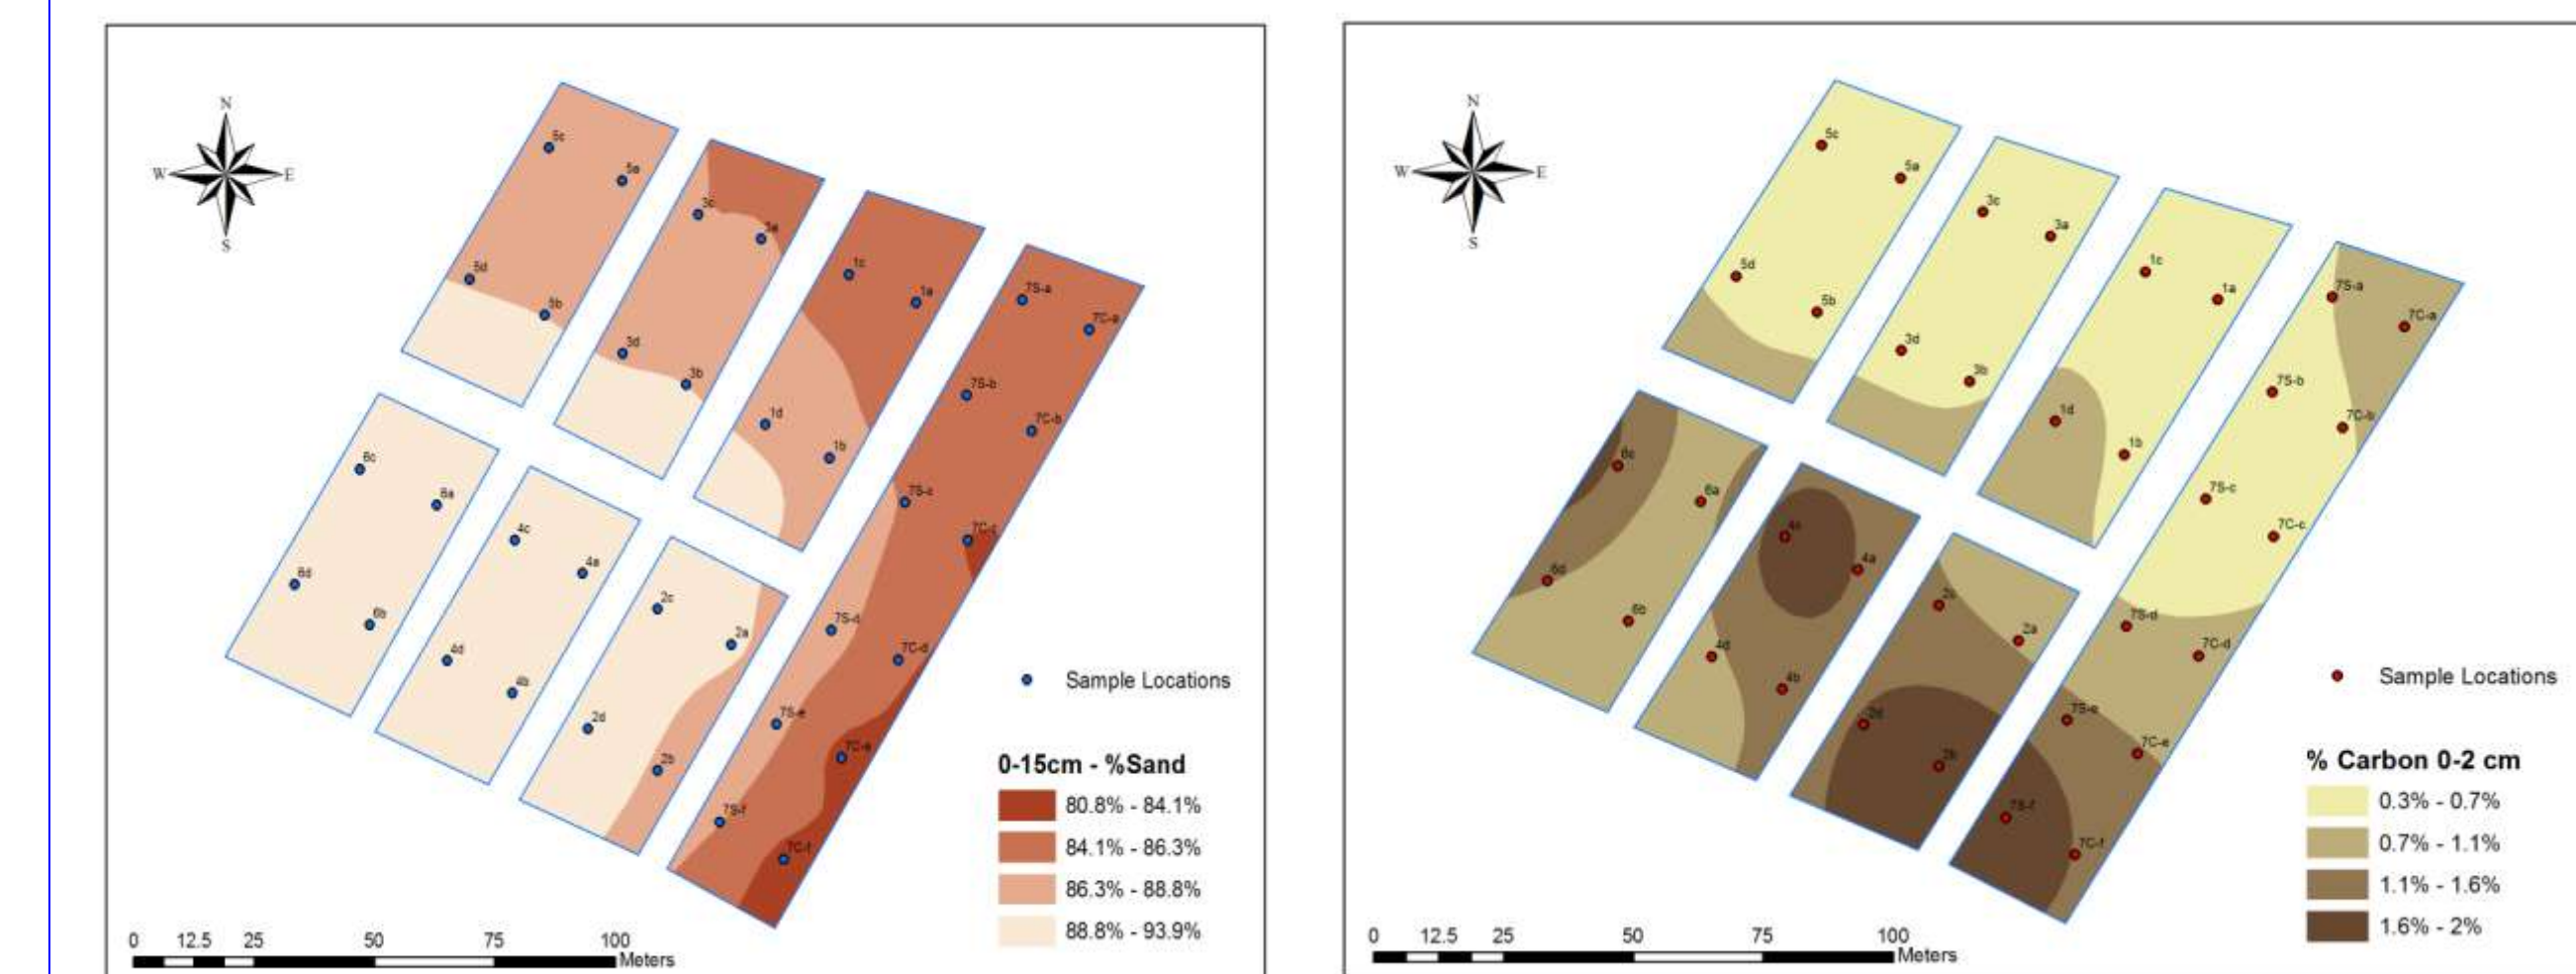 N
W E
S
5c
5a
3c
3a
1c
5d
1a
7S-a
5b
7C-a
3d
3b
7S-b
1d
7C-b
6c
1b
6a
7S-c
4c
7C-c
4a
6d
2c
6b
7S-d
2a
4d
7C-d
4b
7S-e
2d
7C-e
2b
7S-f
7C-f
Sample Locations
0-15cm - %Sand
80.8% - 84.1%
84.1% - 86.3%
86.3% - 88.8%
88.8% - 93.9%
0 12.5 25 50 75 100
Meters
N
W E
S
5c
5a
3c
3a
1c
5d
1a
7S-a
5b
7C-a
3d
3b
7S-b
1d
7C-b
6c
1b
6a
7S-c
4c
7C-c
4a
6d
2c
6b
7S-d
2a
4d
7C-d
4b
7S-e
2d
7C-e
2b
7S-f
7C-f
Sample Locations
% Carbon 0-2 cm
0.3% - 0.7%
0.7% - 1.1%
1.1% - 1.6%
1.6% - 2%
0 12.5 25 50 75 100
Meters